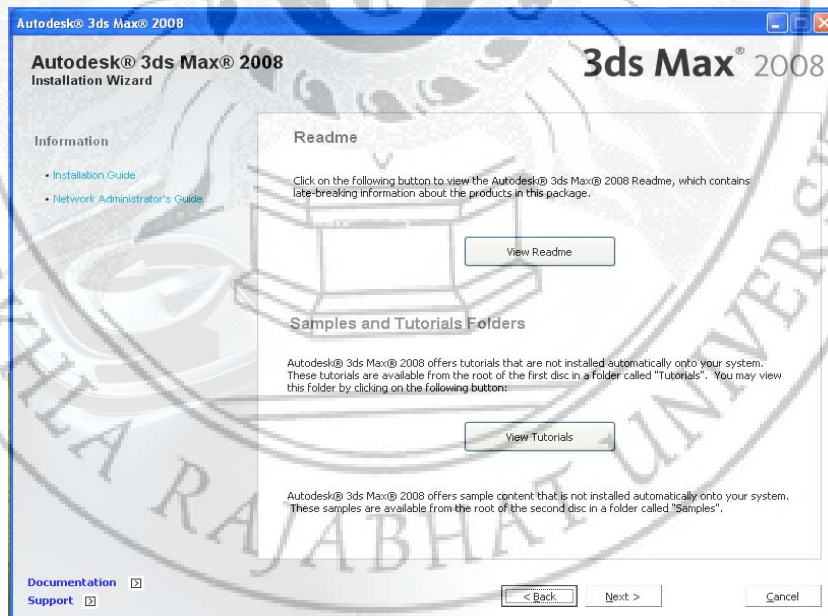 Autodesk® 3ds Max® 2008
Autodesk® 3ds Max® 2008
Installation Wizard
3ds Max® 2008
Information
• Installation Guide
• Network Administrator's Guide
Readme
Click on the following button to view the Autodesk® 3ds Max® 2008 Readme, which contains
late-breaking information about the products in this package.
View Readme
Samples and Tutorials Folders
Autodesk® 3ds Max® 2008 offers tutorials that are not installed automatically onto your system.
These tutorials are available from the root of the first disc in a folder called "Tutorials". You may view
this folder by clicking on the following button:
View Tutorials
Autodesk® 3ds Max® 2008 offers sample content that is not installed automatically onto your system.
These samples are available from the root of the second disc in a folder called "Samples".
Documentation
Support
< Back
Next >
Cancel
RAJABHAT